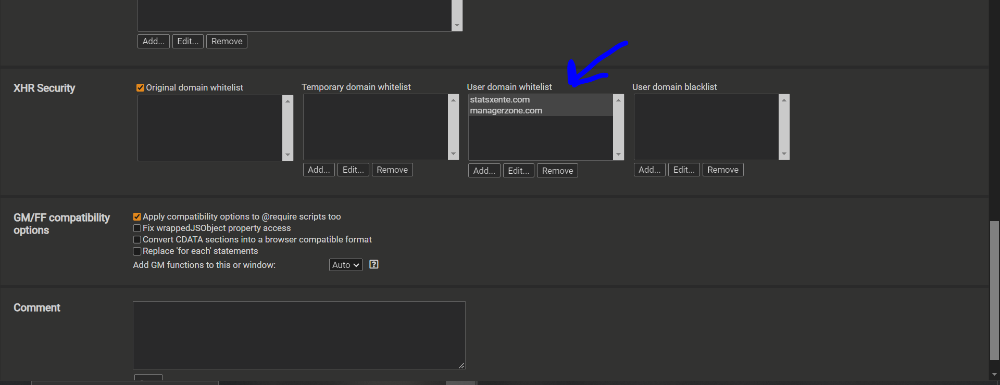 Add... Edit... Remove
XHR Security
Original domain whitelist
Temporary domain whitelist
Add... Edit... Remove
User domain whitelist
statsxente.com
managerzone.com
Add... Edit... Remove
User domain blacklist
Add... Edit... Remove
GM/FF compatibility
options
Apply compatibility options to @require scripts too
Fix wrappedJSObject property access
Convert CDATA sections into a browser compatible format
Replace 'for each' statements
Add GM functions to this or window: Auto ?
Comment